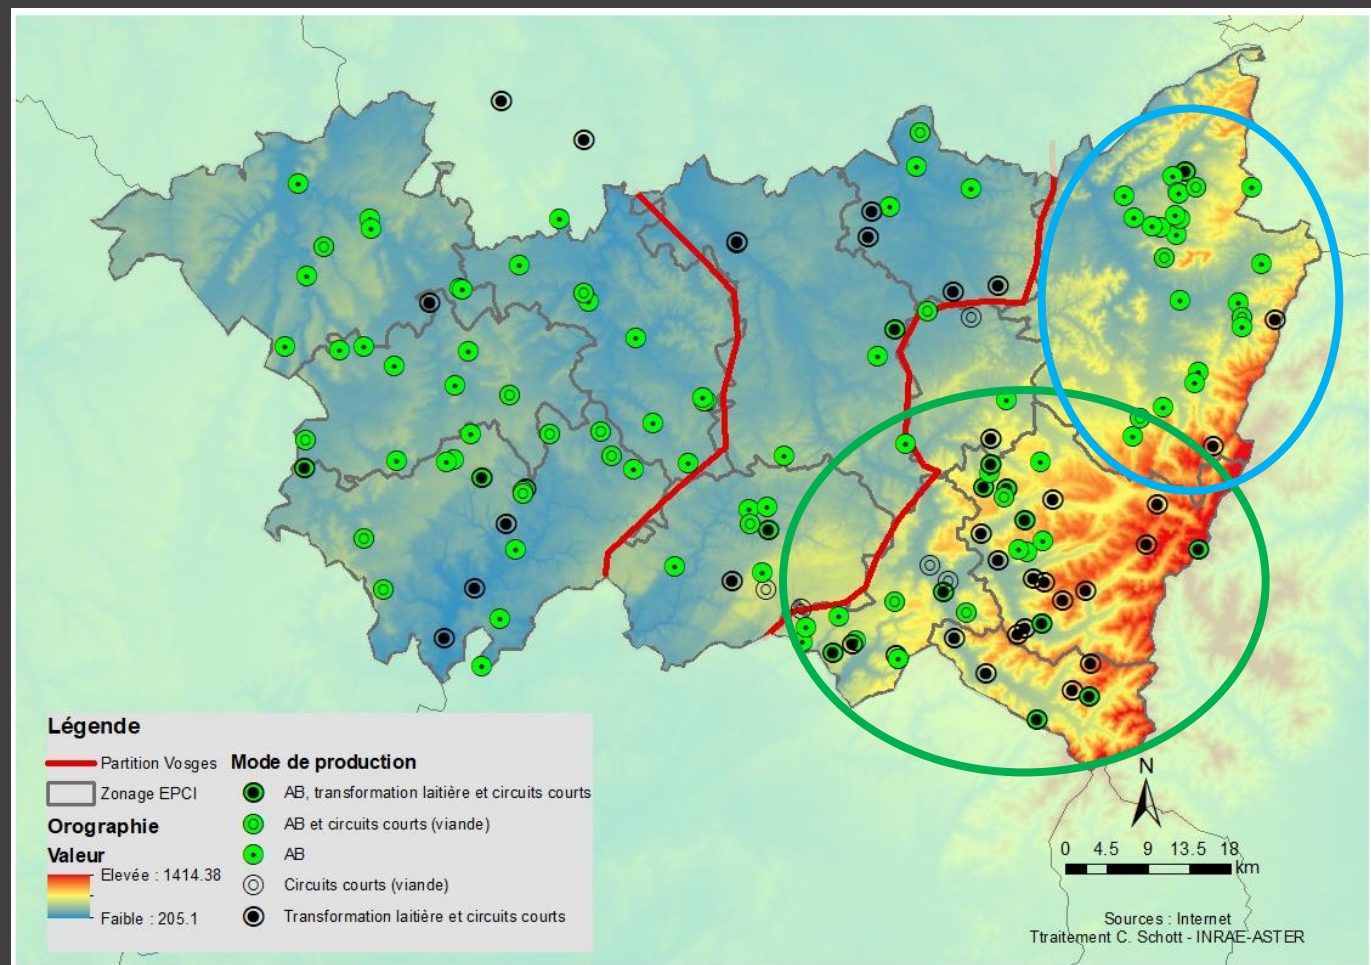 N
0 4.5 9 13.5 18
km
Sources : Internet
Ttraitement C. Schott - INRAE-ASTER
Légende
Partition Vosges
Zonage EPCI
Orographie
Valeur
Elevée : 1414.38
Faible : 205.1
Mode de production
AB, transformation laitière et circuits courts
AB et circuits courts (viande)
AB
Circuits courts (viande)
Transformation laitière et circuits courts